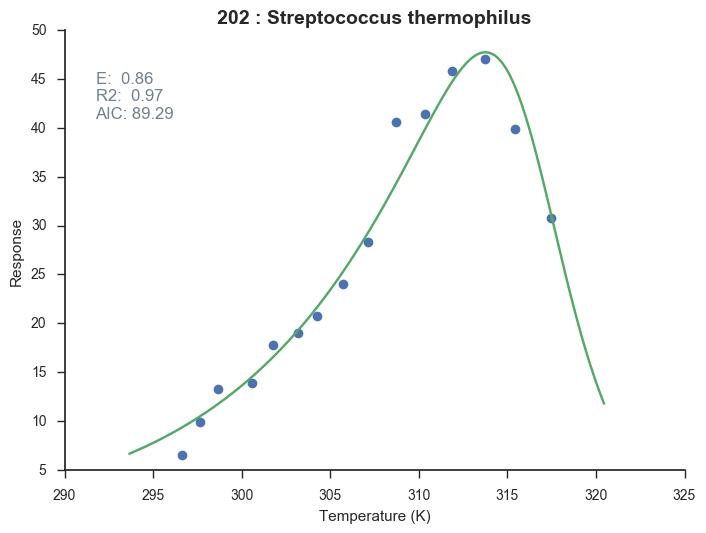 202 : Streptococcus thermophilus
E:  0.86
R2:  0.97
AIC: 89.29
Response
50
45
40
35
30
25
20
15
10
5
290 295 300 305 310 315 320 325
Temperature (K)